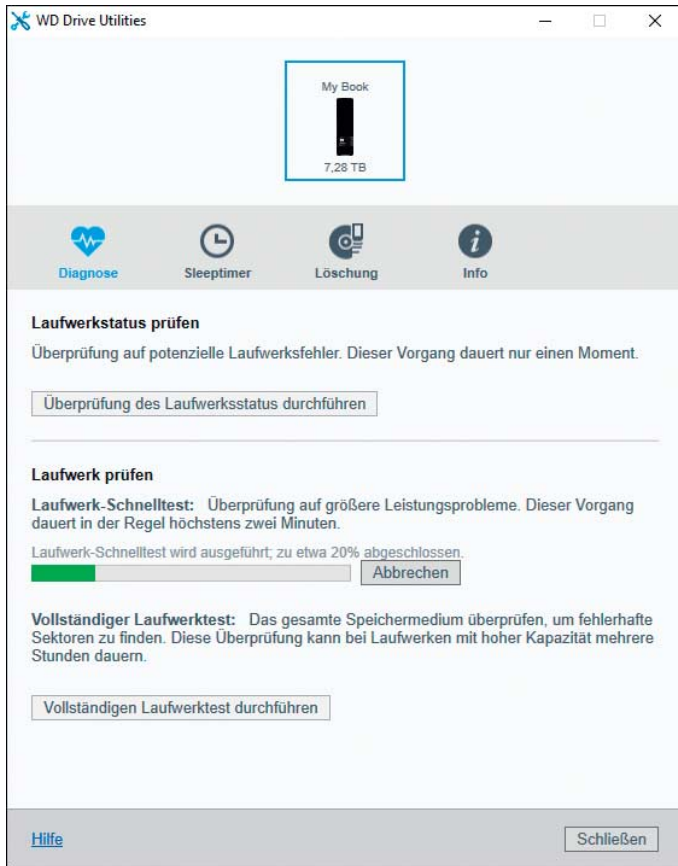 WD Drive Utilities
My Book
7,28 TB
Diagnose
Sleeptimer
Löschung
Info
Laufwerkstatus prüfen
Überprüfung auf potenzielle Laufwerksfehler. Dieser Vorgang dauert nur einen Moment.
Überprüfung des Laufwerksstatus durchführen
Laufwerk prüfen
Laufwerk-Schnelltest: Überprüfung auf größere Leistungsprobleme. Dieser Vorgang
dauert in der Regel höchstens zwei Minuten.
Laufwerk-Schnelltest wird ausgeführt; zu etwa 20% abgeschlossen.
Abbrechen
Vollständiger Laufwerktest: Das gesamte Speichermedium überprüfen, um fehlerhafte
Sektoren zu finden. Diese Überprüfung kann bei Laufwerken mit hoher Kapazität mehrere
Stunden dauern.
Vollständigen Laufwerktest durchführen
Hilfe
Schließen